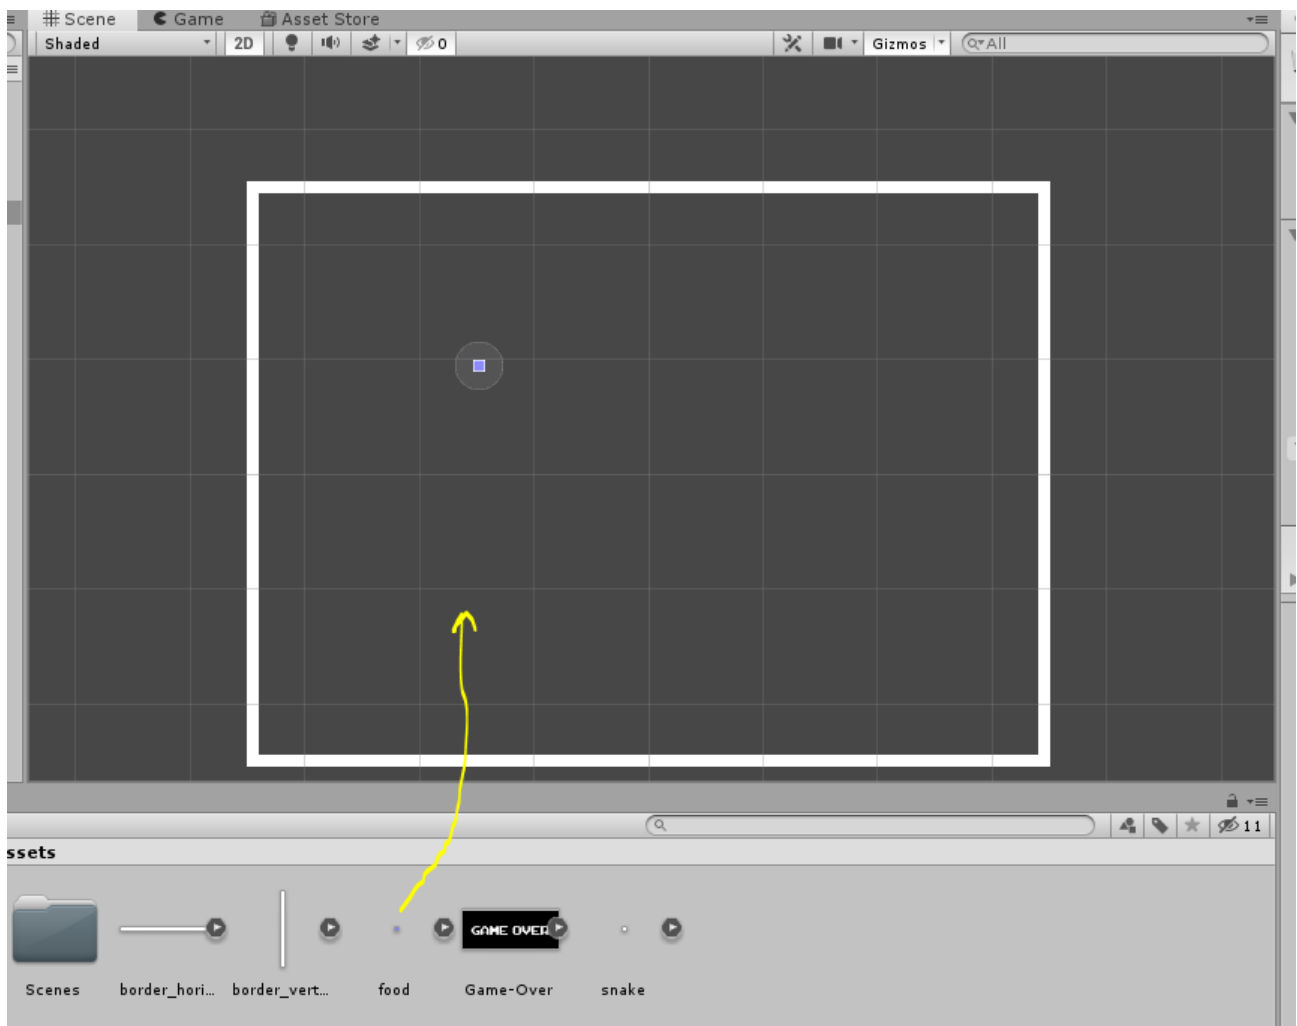 Scene Game Asset Store
Shaded 2D 0 Gizmos All
11
ssets
GAME OVER
Scenes border_hori... border_vert... food Game-Over snake